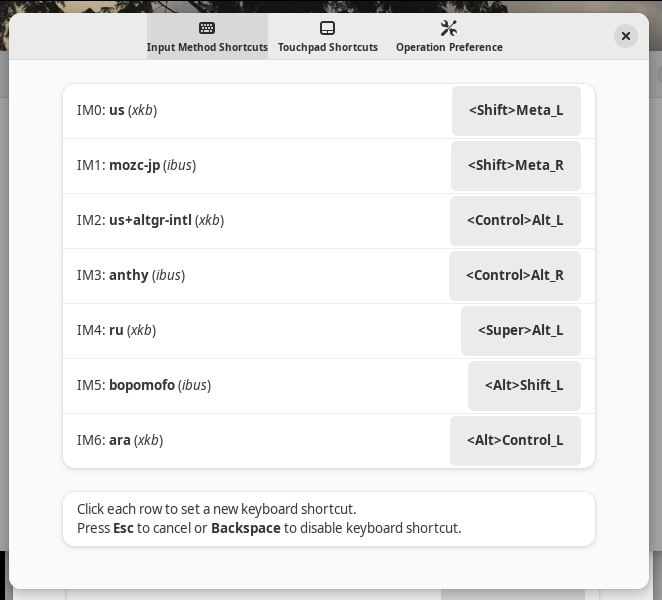 Input Method Shortcuts
Touchpad Shortcuts
Operation Preference
IM0: us (xkb)
<Shift>Meta_L
IM1: mozc-jp (ibus)
<Shift>Meta_R
IM2: us+altgr-intl (xkb)
<Control>Alt_L
IM3: anthy (ibus)
<Control>Alt_R
IM4: ru (xkb)
<Super>Alt_L
IM5: bopomofo (ibus)
<Alt>Shift_L
IM6: ara (xkb)
<Alt>Control_L
Click each row to set a new keyboard shortcut.
Press Esc to cancel or Backspace to disable keyboard shortcut.